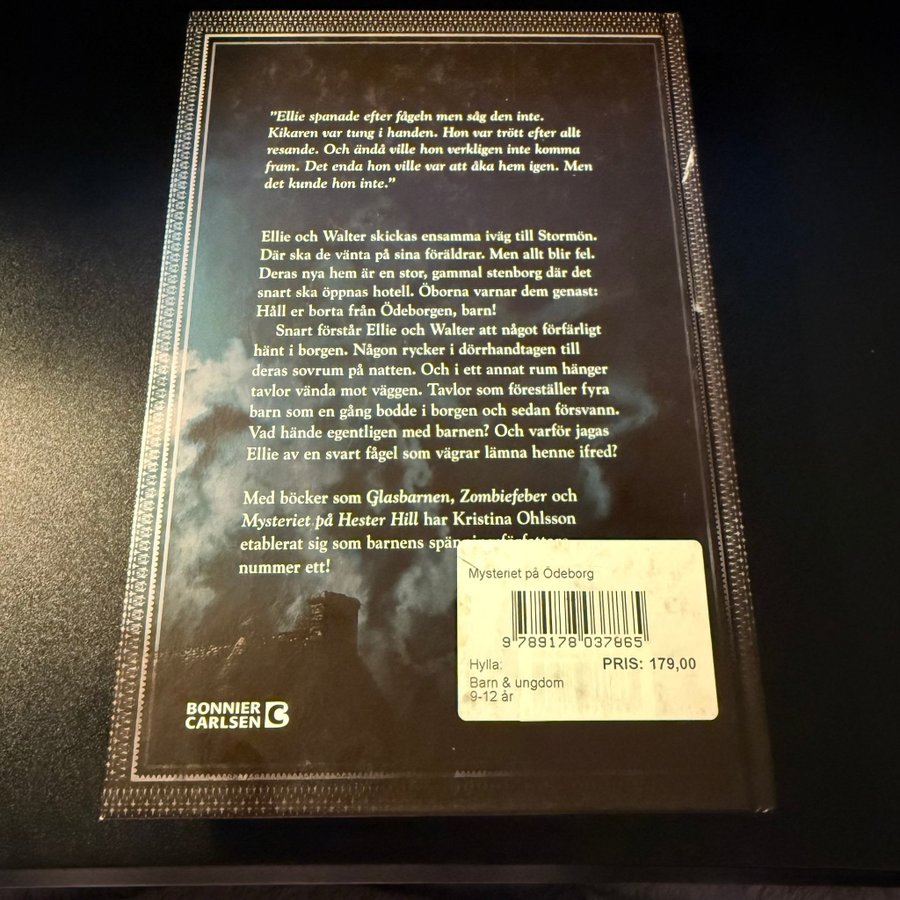 "Ellie spanade efter fågeln men såg den inte.
Kikaren var tung i handen. Hon var trött efter allt
resande. Och ändå ville hon verkligen inte komma
fram. Det enda hon ville var att åka hem igen. Men
det kunde hon inte."
Ellie och Walter skickas ensamma iväg till Stormön.
Där ska de vänta på sina föräldrar. Men allt blir fel.
Deras nya hem är en stor, gammal stenborg där det
snart ska öppnas hotell. Öborna varnar dem genast:
Håll er borta från Ödeborgen, barn!
Snart förstår Ellie och Walter att något förfärligt
hänt i borgen. Någon rycker i dörrhandtagen till
deras sovrum på natten. Och i ett annat rum hänger
tavlor vända mot väggen. Tavlor som föreställer fyra
barn som en gång bodde i borgen och sedan försvann.
Vad hände egentligen med barnen? Och varför jagas
Ellie av en svart fågel som vägrar lämna henne ifred?
Med böcker som Glasbarnen, Zombiefeber och
Mysteriet på Hester Hill har Kristina Ohlsson
etablerat sig som barnens
nummer ett!
Mysteriet på Ödeborg
9 789178 037865
Hylla: PRIS: 179,00
Barn & ungdom
9-12 år
BONNIER
CARLSEN